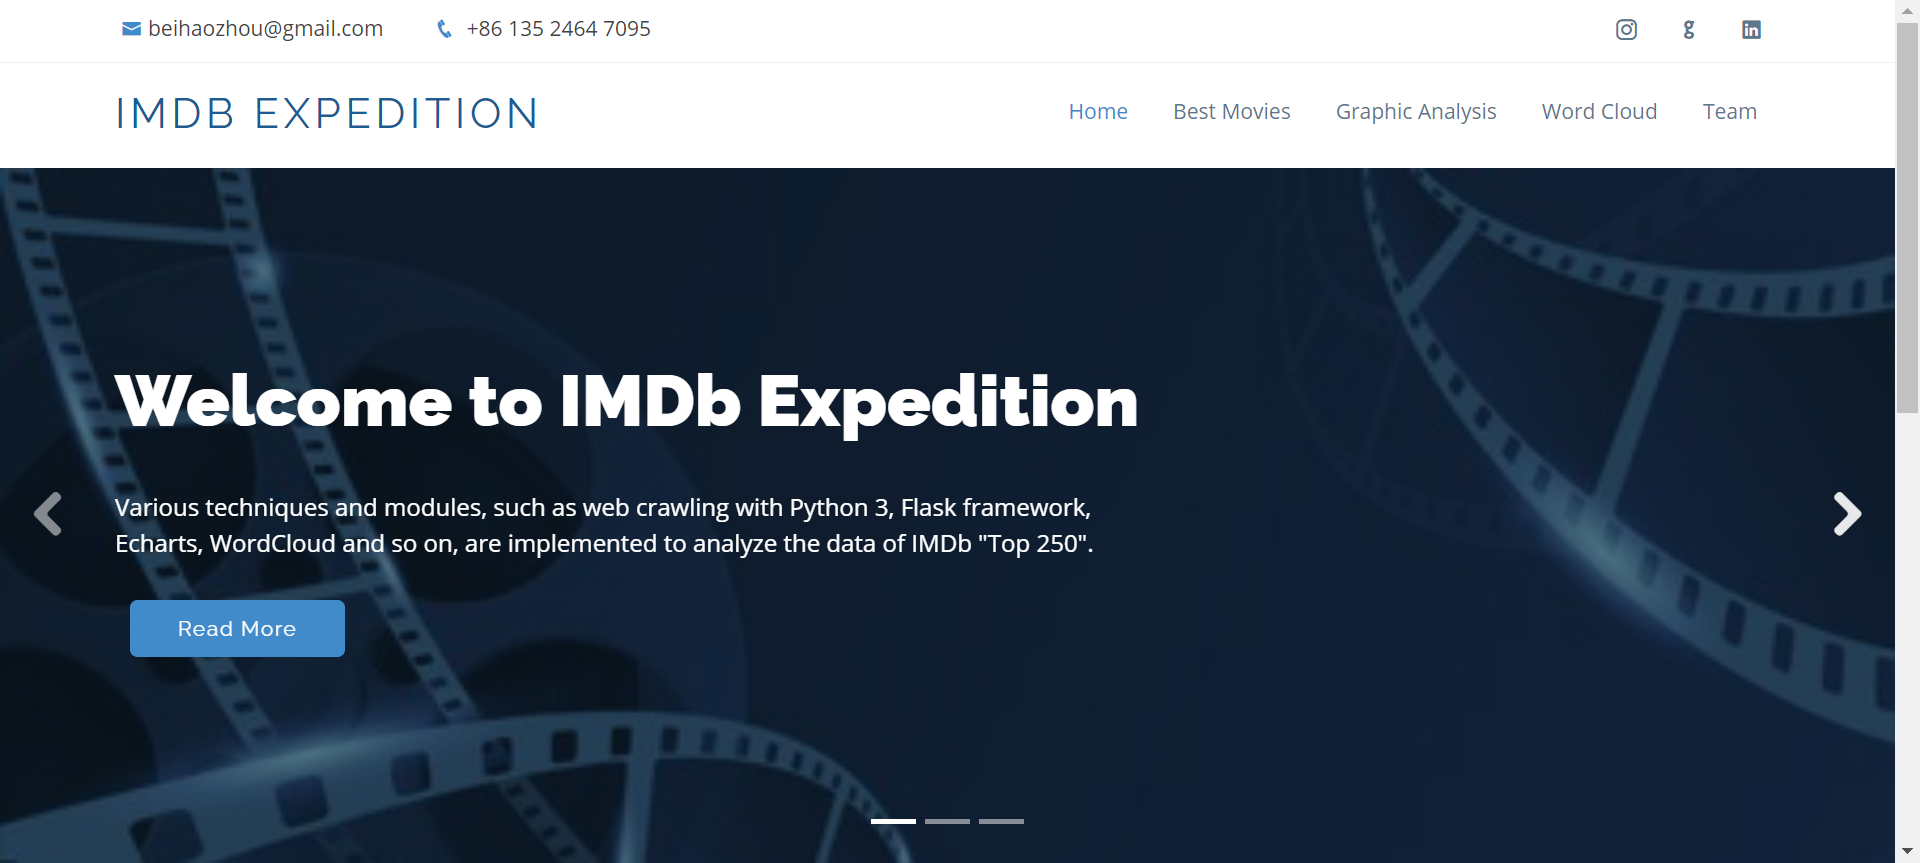 beihaozhou@gmail.com +86 135 2464 7095
IMDB EXPEDITION
Home Best Movies Graphic Analysis Word Cloud Team
Welcome to IMDb Expedition
Various techniques and modules, such as web crawling with Python 3, Flask framework,
Echarts, WordCloud and so on, are implemented to analyze the data of IMDb "Top 250".
Read More